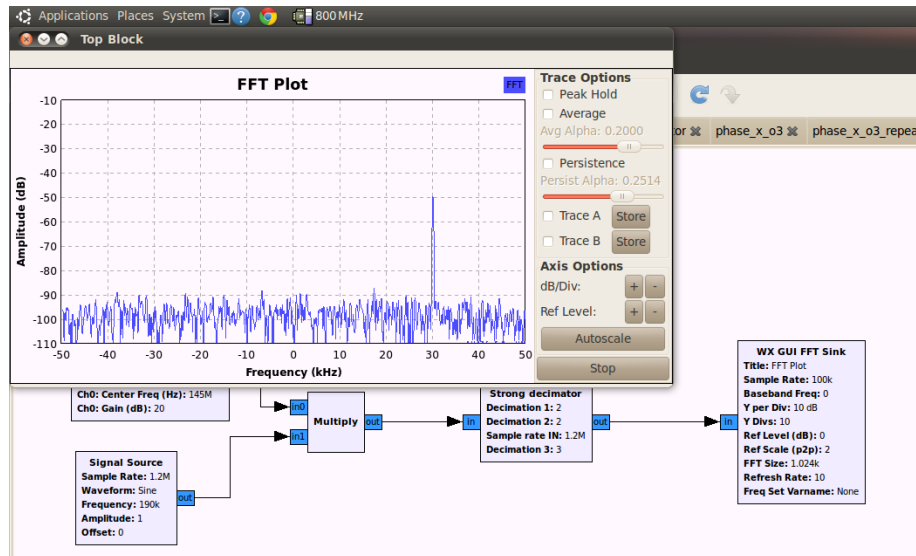 Applications Places System 800 MHz
Top Block
FFT Plot
FFT
-10
-20
-30
-40
-50
-60
-70
-80
-90
-100
-110
-50 -40 -30 -20 -10 0 10 20 30 40 50
Amplitude (dB)
Frequency (kHz)
Trace Options
Peak Hold
Average
Avg Alpha: 0.2000
Persistence
Persist Alpha: 0.2514
Trace A Store
Trace B Store
Axis Options
dB/Div: + -
Ref Level: + -
Autoscale
Stop
phase_x_o3 phase_x_o3_repea
Ch0: Center Freq (Hz): 145M
Ch0: Gain (dB): 20
in0
in1
Multiply
out
Signal Source
Sample Rate: 1.2M
Waveform: Sine
Frequency: 190k
Amplitude: 1
Offset: 0
out
in
Strong decimator
Decimation 1: 2
Decimation 2: 2
Sample rate IN: 1.2M
Decimation 3: 3
out
in
WX GUI FFT Sink
Title: FFT Plot
Sample Rate: 100k
Baseband Freq: 0
Y per Div: 10 dB
Y Divs: 10
Ref Level (dB): 0
Ref Scale (p2p): 2
FFT Size: 1.024k
Refresh Rate: 10
Freq Set Varname: None